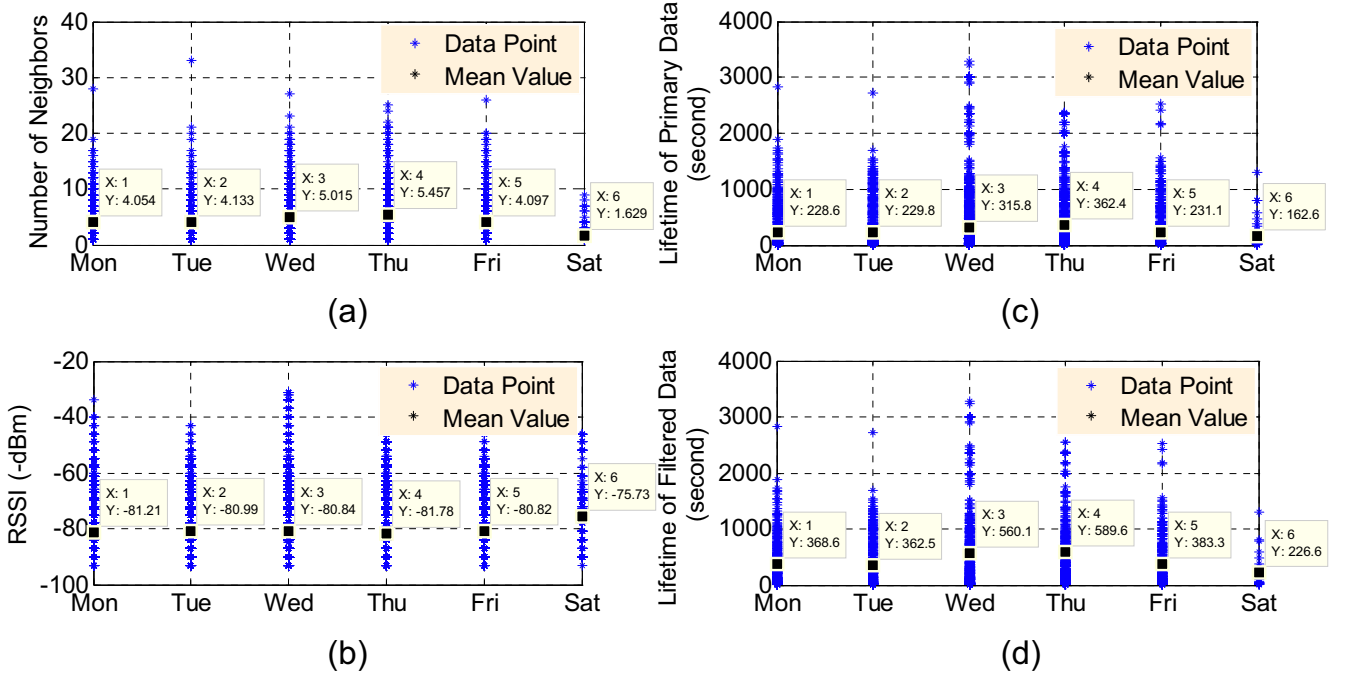 Number of Neighbors
40
30
20
10
0
Data Point
Mean Value
X: 1
Y: 4.054
X: 2
Y: 4.133
X: 3
Y: 5.015
X: 4
Y: 5.457
X: 5
Y: 4.097
X: 6
Y: 1.629
Mon Tue Wed Thu Fri Sat
(a)
Lifetime of Primary Data
(second)
4000
3000
2000
1000
0
Data Point
Mean Value
X: 1
Y: 228.6
X: 2
Y: 229.8
X: 3
Y: 315.8
X: 4
Y: 362.4
X: 5
Y: 231.1
X: 6
Y: 162.6
Mon Tue Wed Thu Fri Sat
(c)
RSSI (-dBm)
-20
-40
-60
-80
-100
Data Point
Mean Value
X: 1
Y: -81.21
X: 2
Y: -80.99
X: 3
Y: -80.84
X: 4
Y: -81.78
X: 5
Y: -80.82
X: 6
Y: -75.73
Mon Tue Wed Thu Fri Sat
(b)
Lifetime of Filtered Data
(second)
4000
3000
2000
1000
0
Data Point
Mean Value
X: 1
Y: 368.6
X: 2
Y: 362.5
X: 3
Y: 560.1
X: 4
Y: 589.6
X: 5
Y: 383.3
X: 6
Y: 226.6
Mon Tue Wed Thu Fri Sat
(d)